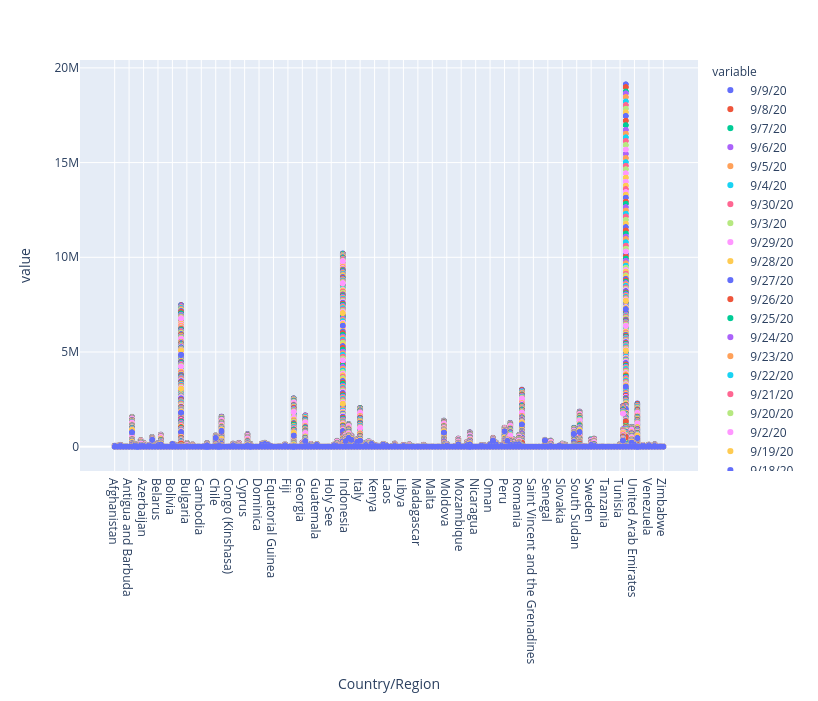 20M
15M
10M
5M
0
value
Afghanistan
Antigua and Barbuda
Azerbaijan
Belarus
Bolivia
Bulgaria
Cambodia
Chile
Congo (Kinshasa)
Cyprus
Dominica
Equatorial Guinea
Fiji
Georgia
Guatemala
Holy See
Indonesia
Italy
Kenya
Laos
Libya
Madagascar
Malta
Moldova
Mozambique
Nicaragua
Oman
Peru
Romania
Saint Vincent and the Grenadines
Senegal
Slovakia
South Sudan
Sweden
Tanzania
Tunisia
United Arab Emirates
Venezuela
Zimbabwe
Country/Region
variable
9/9/20
9/8/20
9/7/20
9/6/20
9/5/20
9/4/20
9/30/20
9/3/20
9/29/20
9/28/20
9/27/20
9/26/20
9/25/20
9/24/20
9/23/20
9/22/20
9/21/20
9/20/20
9/2/20
9/19/20
9/18/20